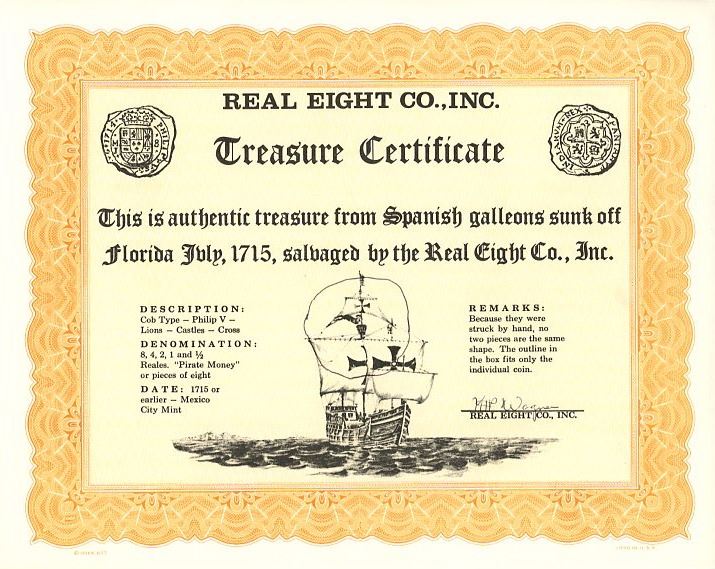 REAL EIGHT CO., INC.
Treasure Certificate
This is authentic treasure from Spanish galleons sunk off
Florida Jvly, 1715, salvaged by the Real Eight Co., Inc.
DESCRIPTION:
Cob Type – Philip V –
Lions – Castles – Cross
DENOMINATION:
8, 4, 2, 1 and ½
Reales. "Pirate Money"
or pieces of eight
DATE: 1715 or
earlier – Mexico
City Mint
REMARKS:
Because they were
struck by hand, no
two pieces are the same
shape. The outline in
the box fits only the
individual coin.
REAL EIGHT CO., INC.